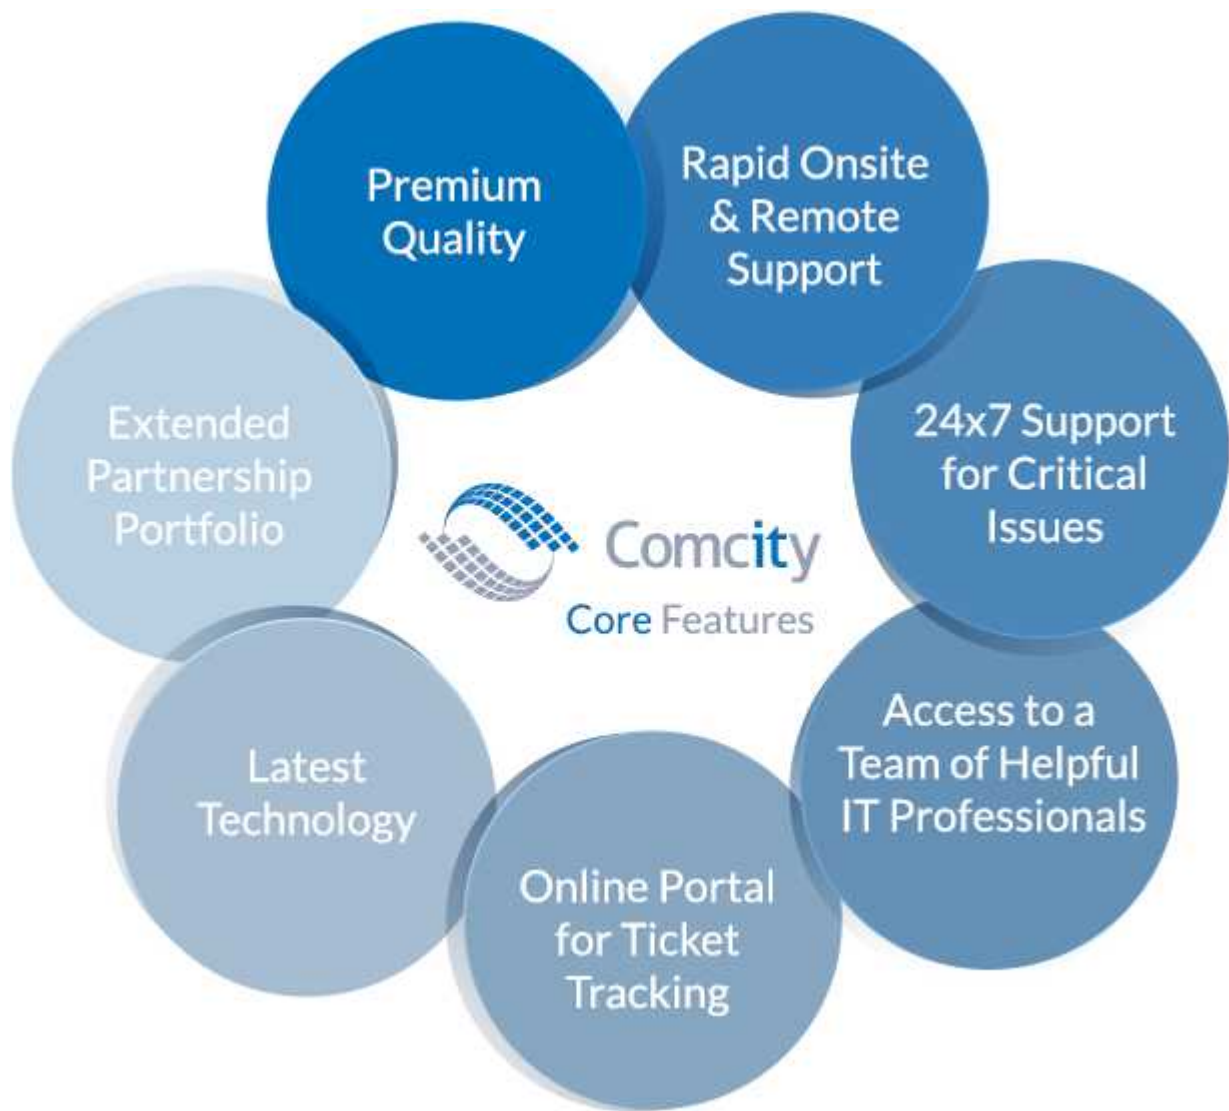 Premium
Quality
Rapid Onsite
& Remote
Support
24x7 Support
for Critical
Issues
Access to a
Team of Helpful
IT Professionals
Online Portal
for Ticket
Tracking
Latest
Technology
Extended
Partnership
Portfolio
Comcity
Core Features